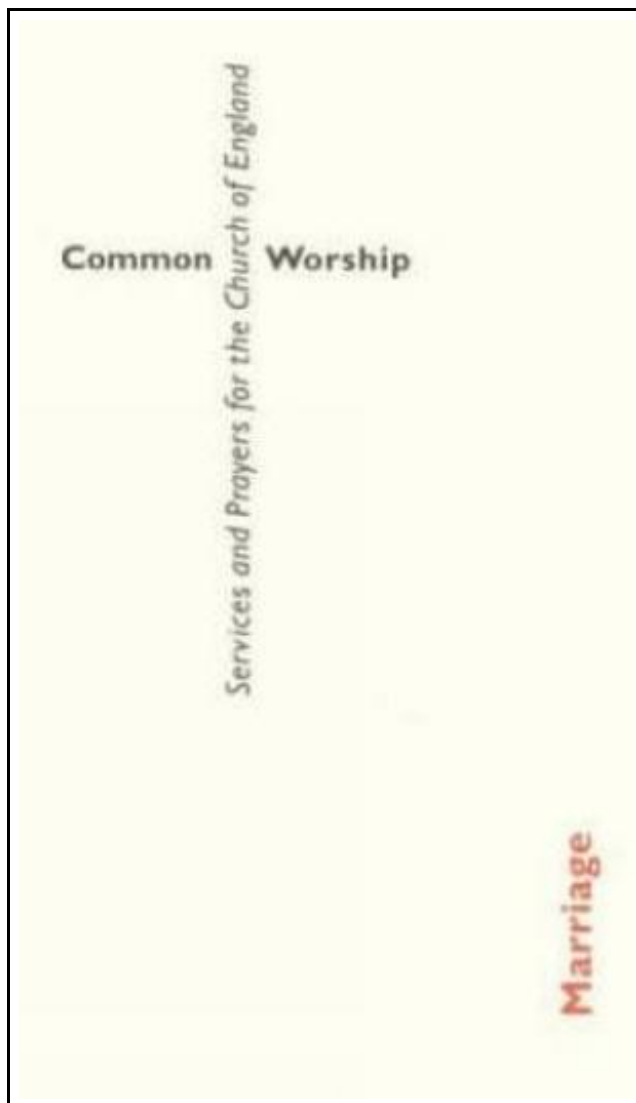 Common Worship
Services and Prayers for the Church of England
Marriage